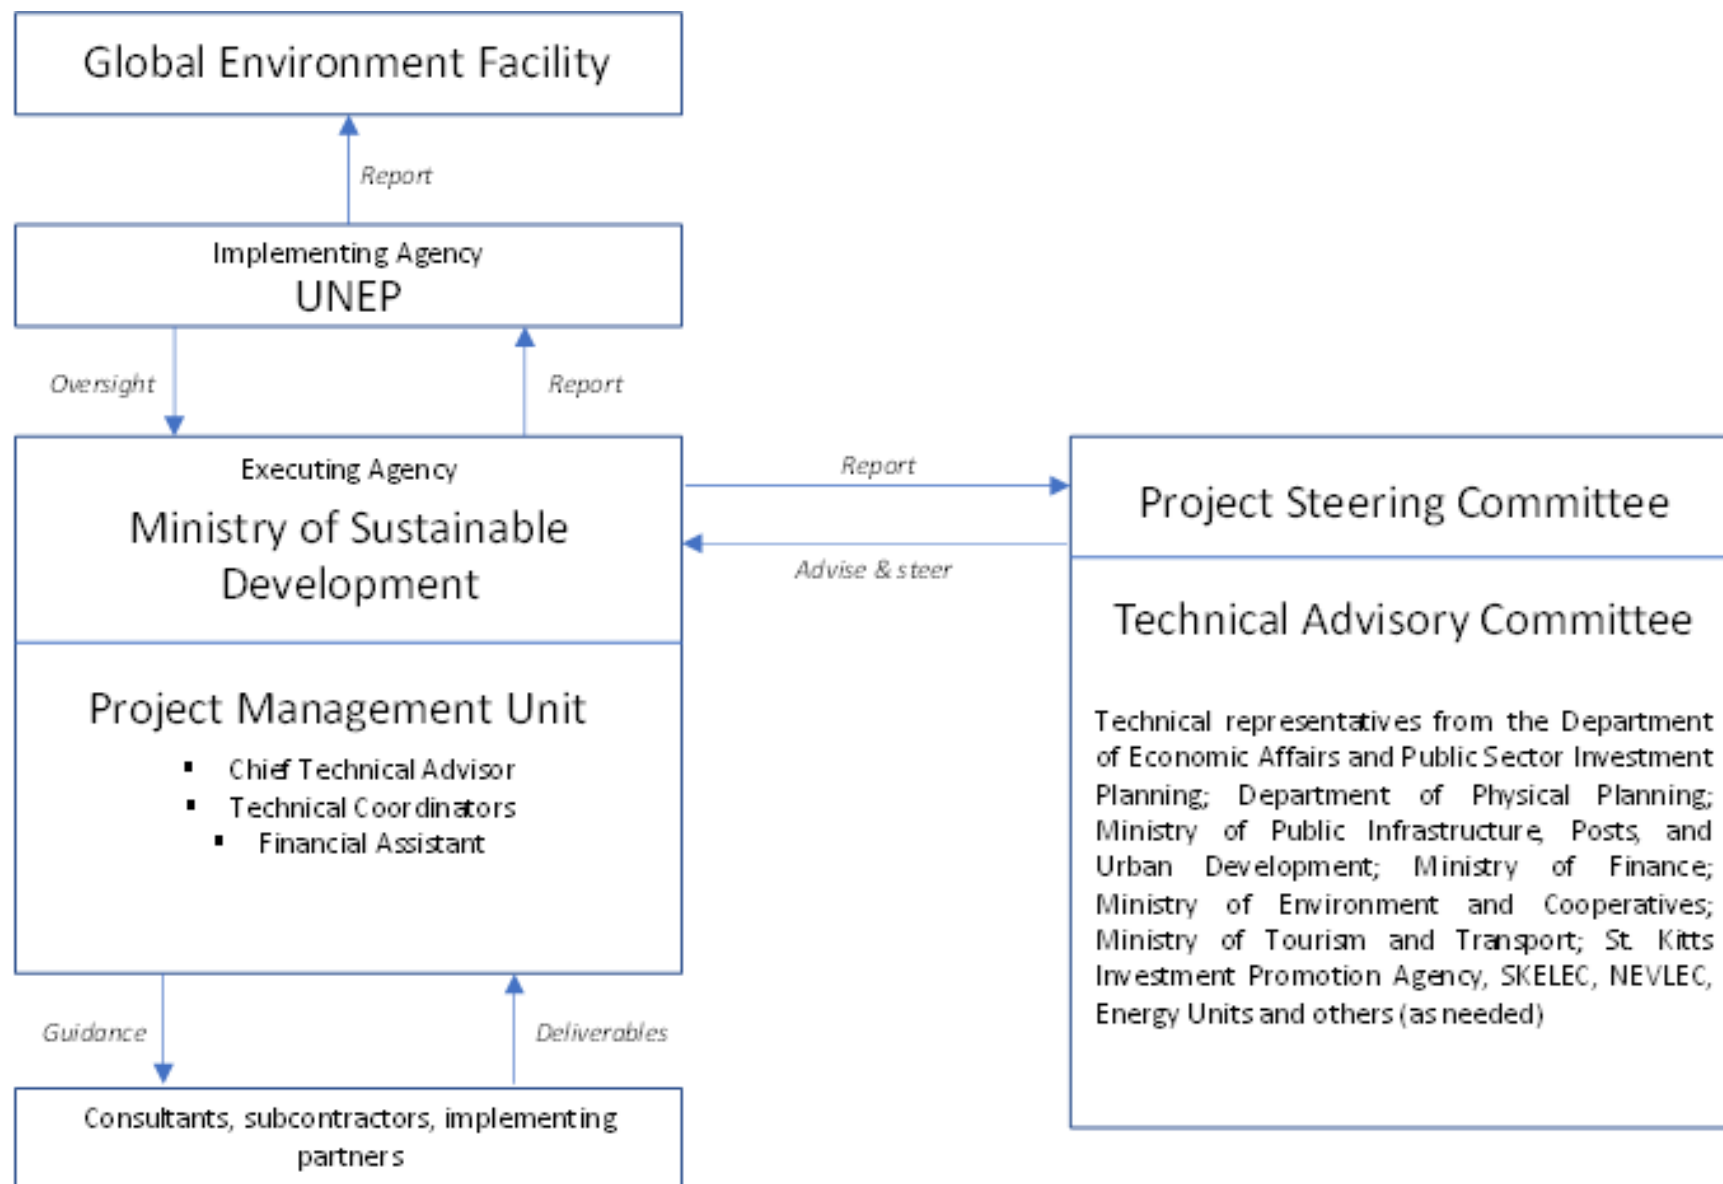 Global Environment Facility
Report
Implementing Agency
UNEP
Oversight
Report
Executing Agency
Ministry of Sustainable
Development
Report
Advise & steer
Project Steering Committee
Technical Advisory Committee
Technical representatives from the Department
of Economic Affairs and Public Sector Investment
Planning; Department of Physical Planning;
Ministry of Public Infrastructure, Posts, and
Urban Development; Ministry of Finance;
Ministry of Environment and Cooperatives;
Ministry of Tourism and Transport; St. Kitts
Investment Promotion Agency, SKELEC, NEVLEC,
Energy Units and others (as needed)
Project Management Unit
▪ Chief Technical Advisor
▪ Technical Coordinators
▪ Financial Assistant
Guidance
Deliverables
Consultants, subcontractors, implementing
partners